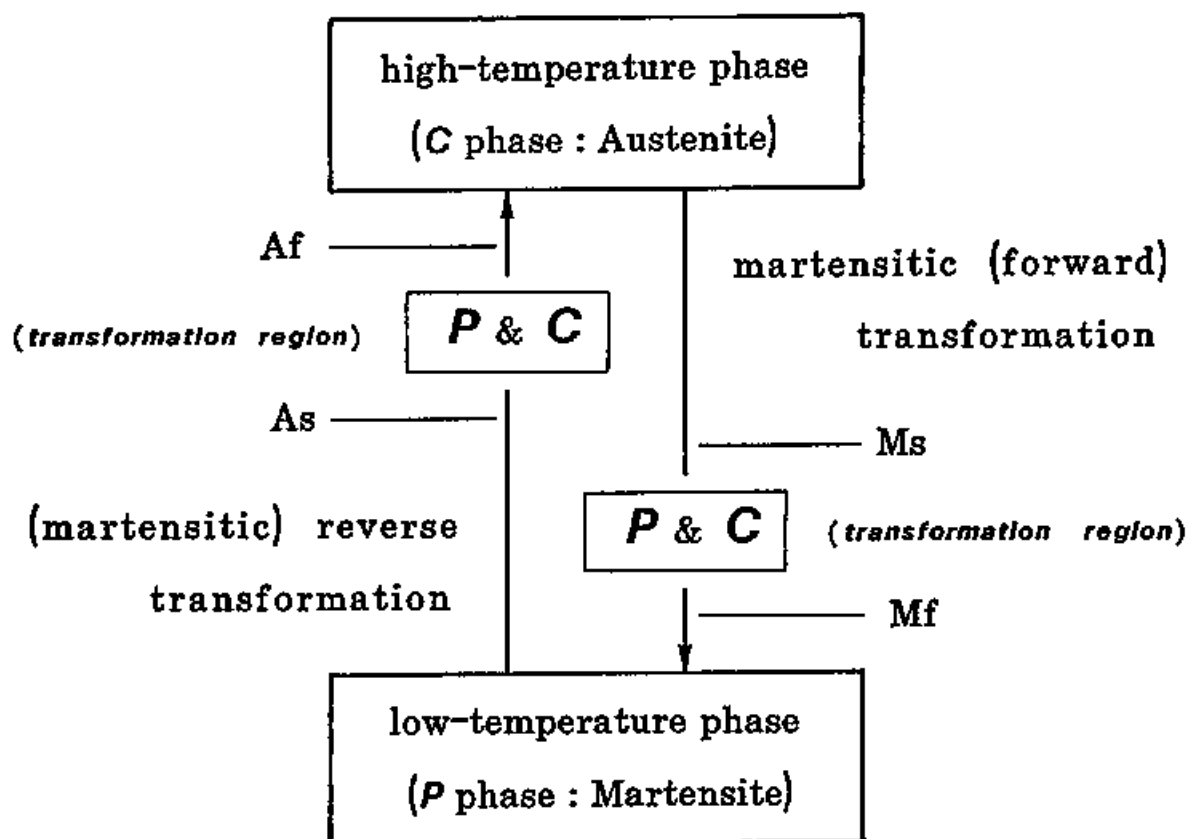 high-temperature phase
(C phase : Austenite)
Af
martensitic (forward)
transformation
P & C
(transformation region)
As
Ms
(martensitic) reverse
transformation
P & C
(transformation region)
Mf
low-temperature phase
(P phase : Martensite)